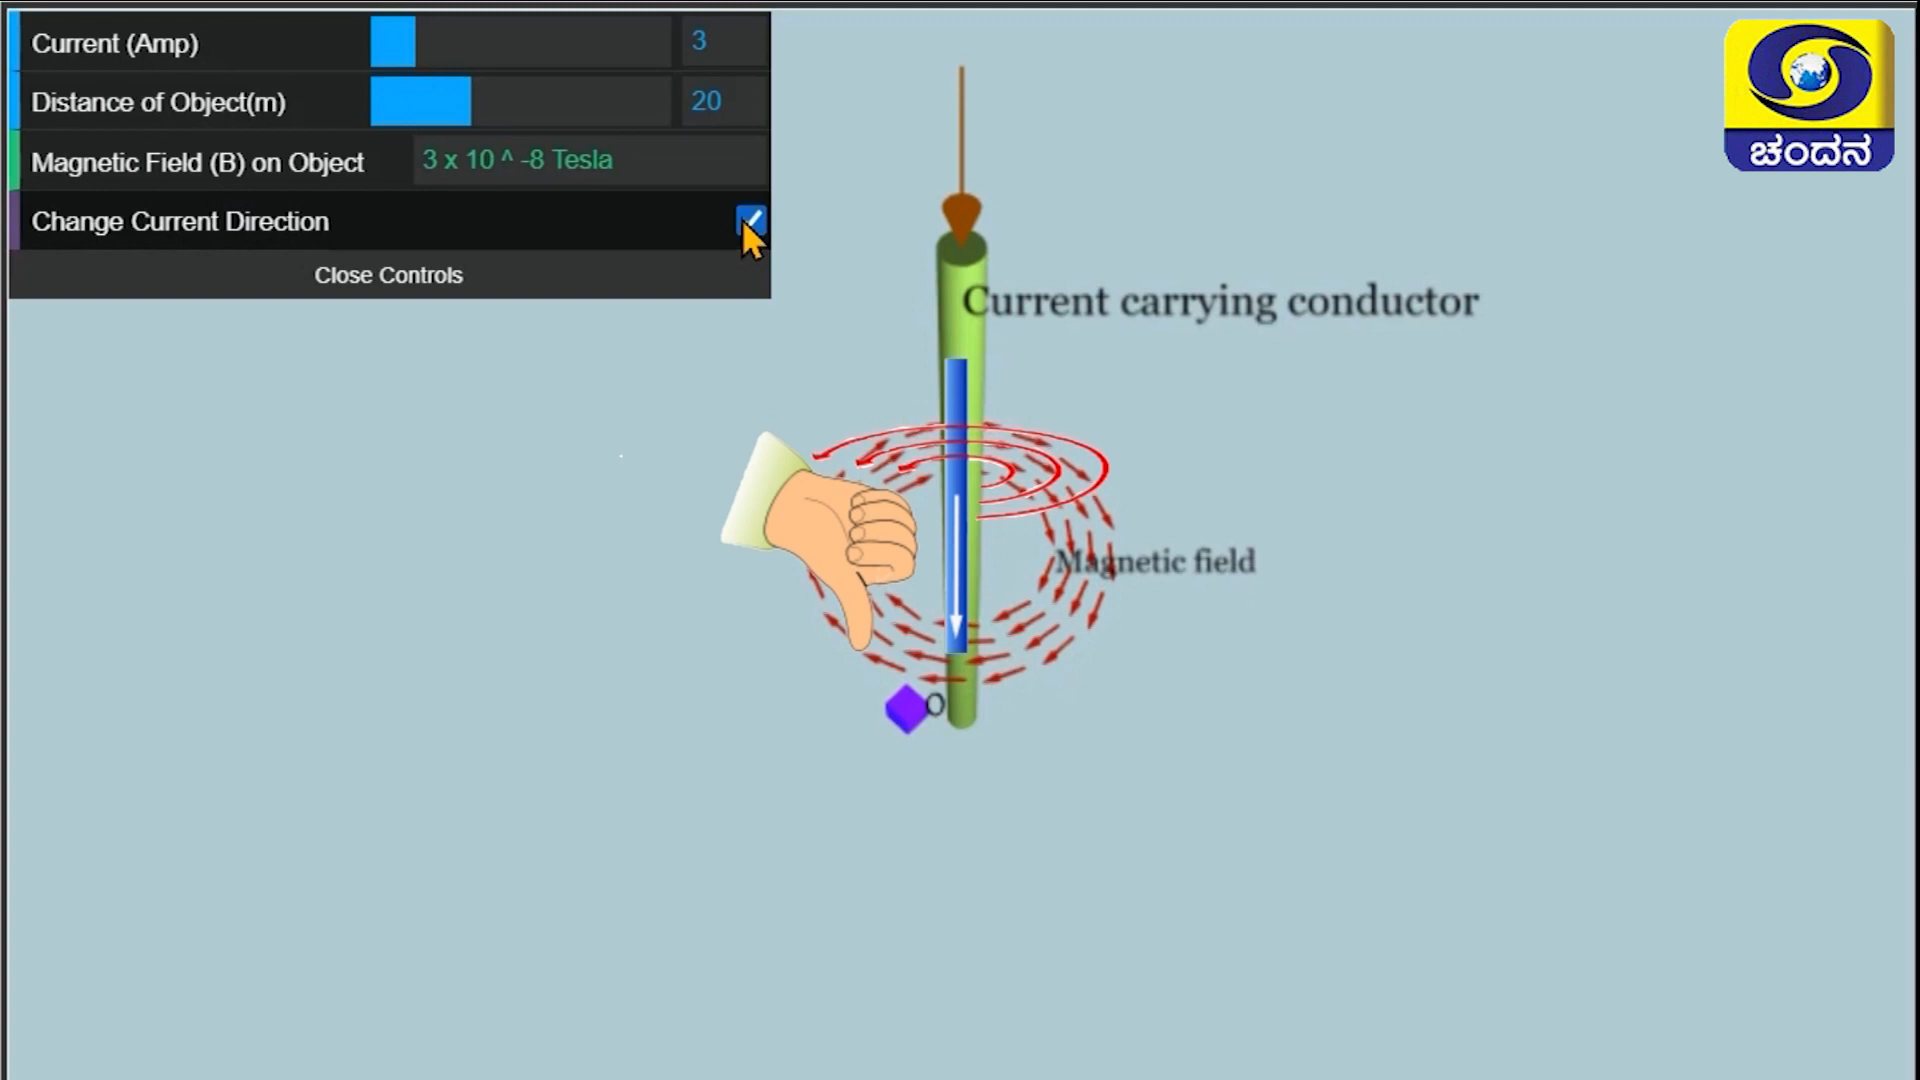 Current (Amp) 3
Distance of Object(m) 20
Magnetic Field (B) on Object 3 x 10 ^ -8 Tesla
Change Current Direction
Close Controls
ಚಂದನ
Current carrying conductor
Magnetic field
O